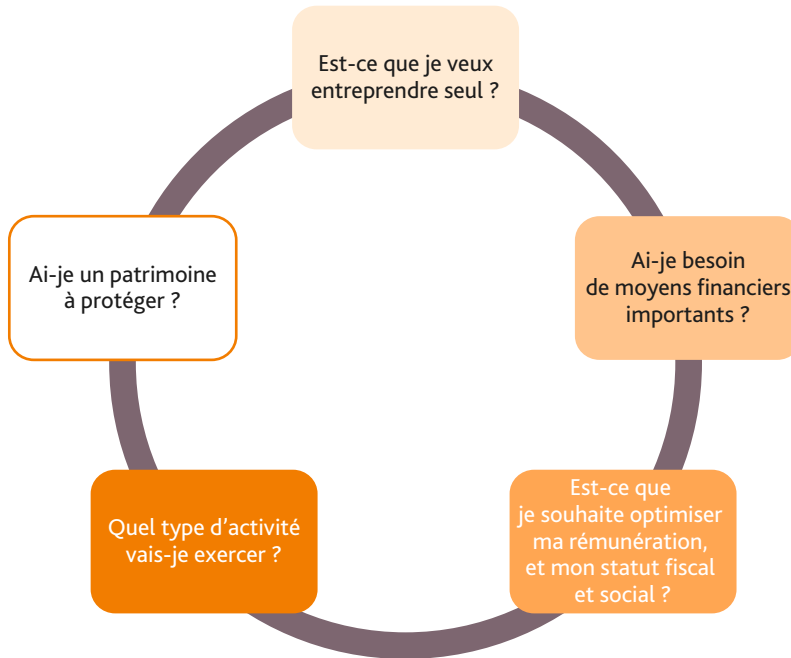 Est-ce que je veux
entreprendre seul ?
Ai-je besoin
de moyens financiers
importants ?
Est-ce que
je souhaite optimiser
ma rémunération,
et mon statut fiscal
et social ?
Quel type d’activité
vais-je exercer ?
Ai-je un patrimoine
à protéger ?